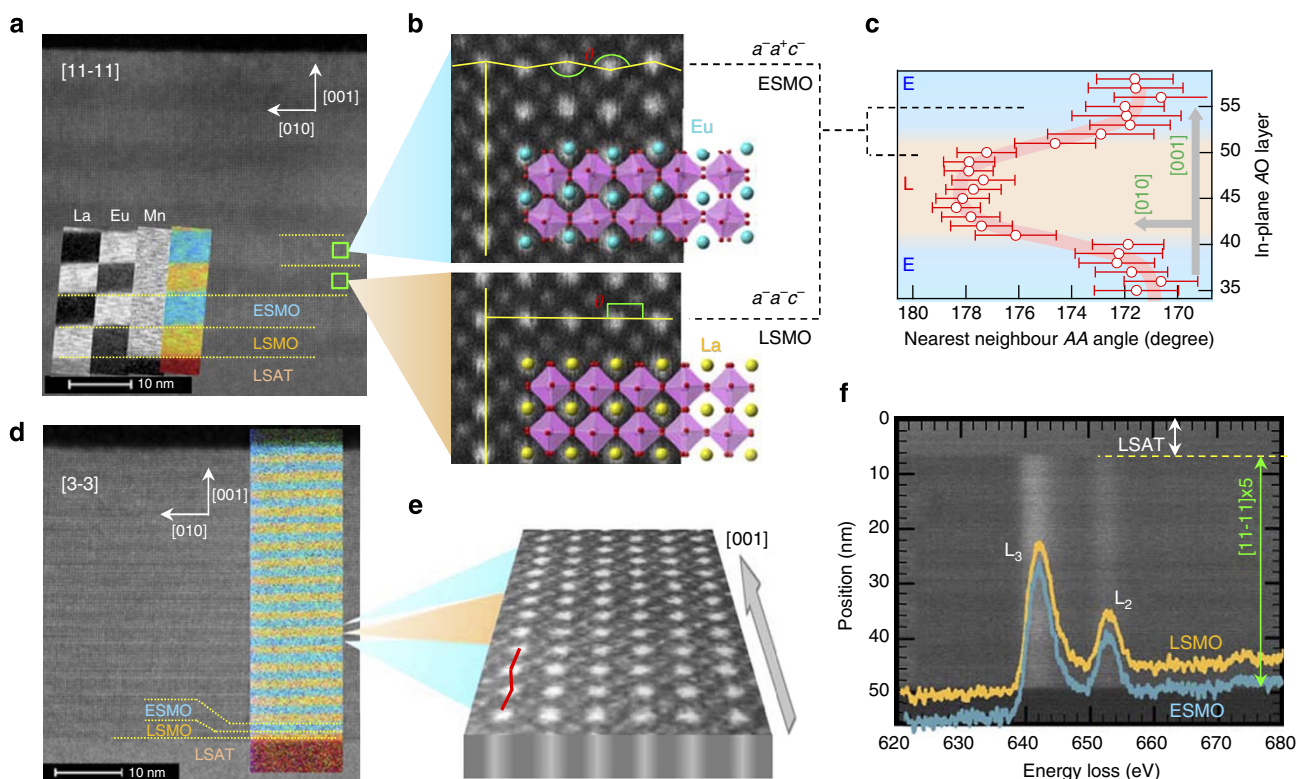 a
[11-11]
[001]
[010]
La Eu Mn
ESMO
LSMO
LSAT
10 nm
b
θ
a⁻a⁺c⁻
ESMO
Eu
θ
a⁻a⁻c⁻
LSMO
La
c
E
L
E
[001]
[010]
55
50
45
40
35
In-plane AO layer
180 178 176 174 172 170
Nearest neighbour AA angle (degree)
d
[3-3]
[001]
[010]
ESMO
LSMO
LSAT
10 nm
e
[001]
f
0
10
20
30
40
50
Position (nm)
LSAT
[11-11]x5
L₃
L₂
LSMO
ESMO
620 630 640 650 660 670 680
Energy loss (eV)